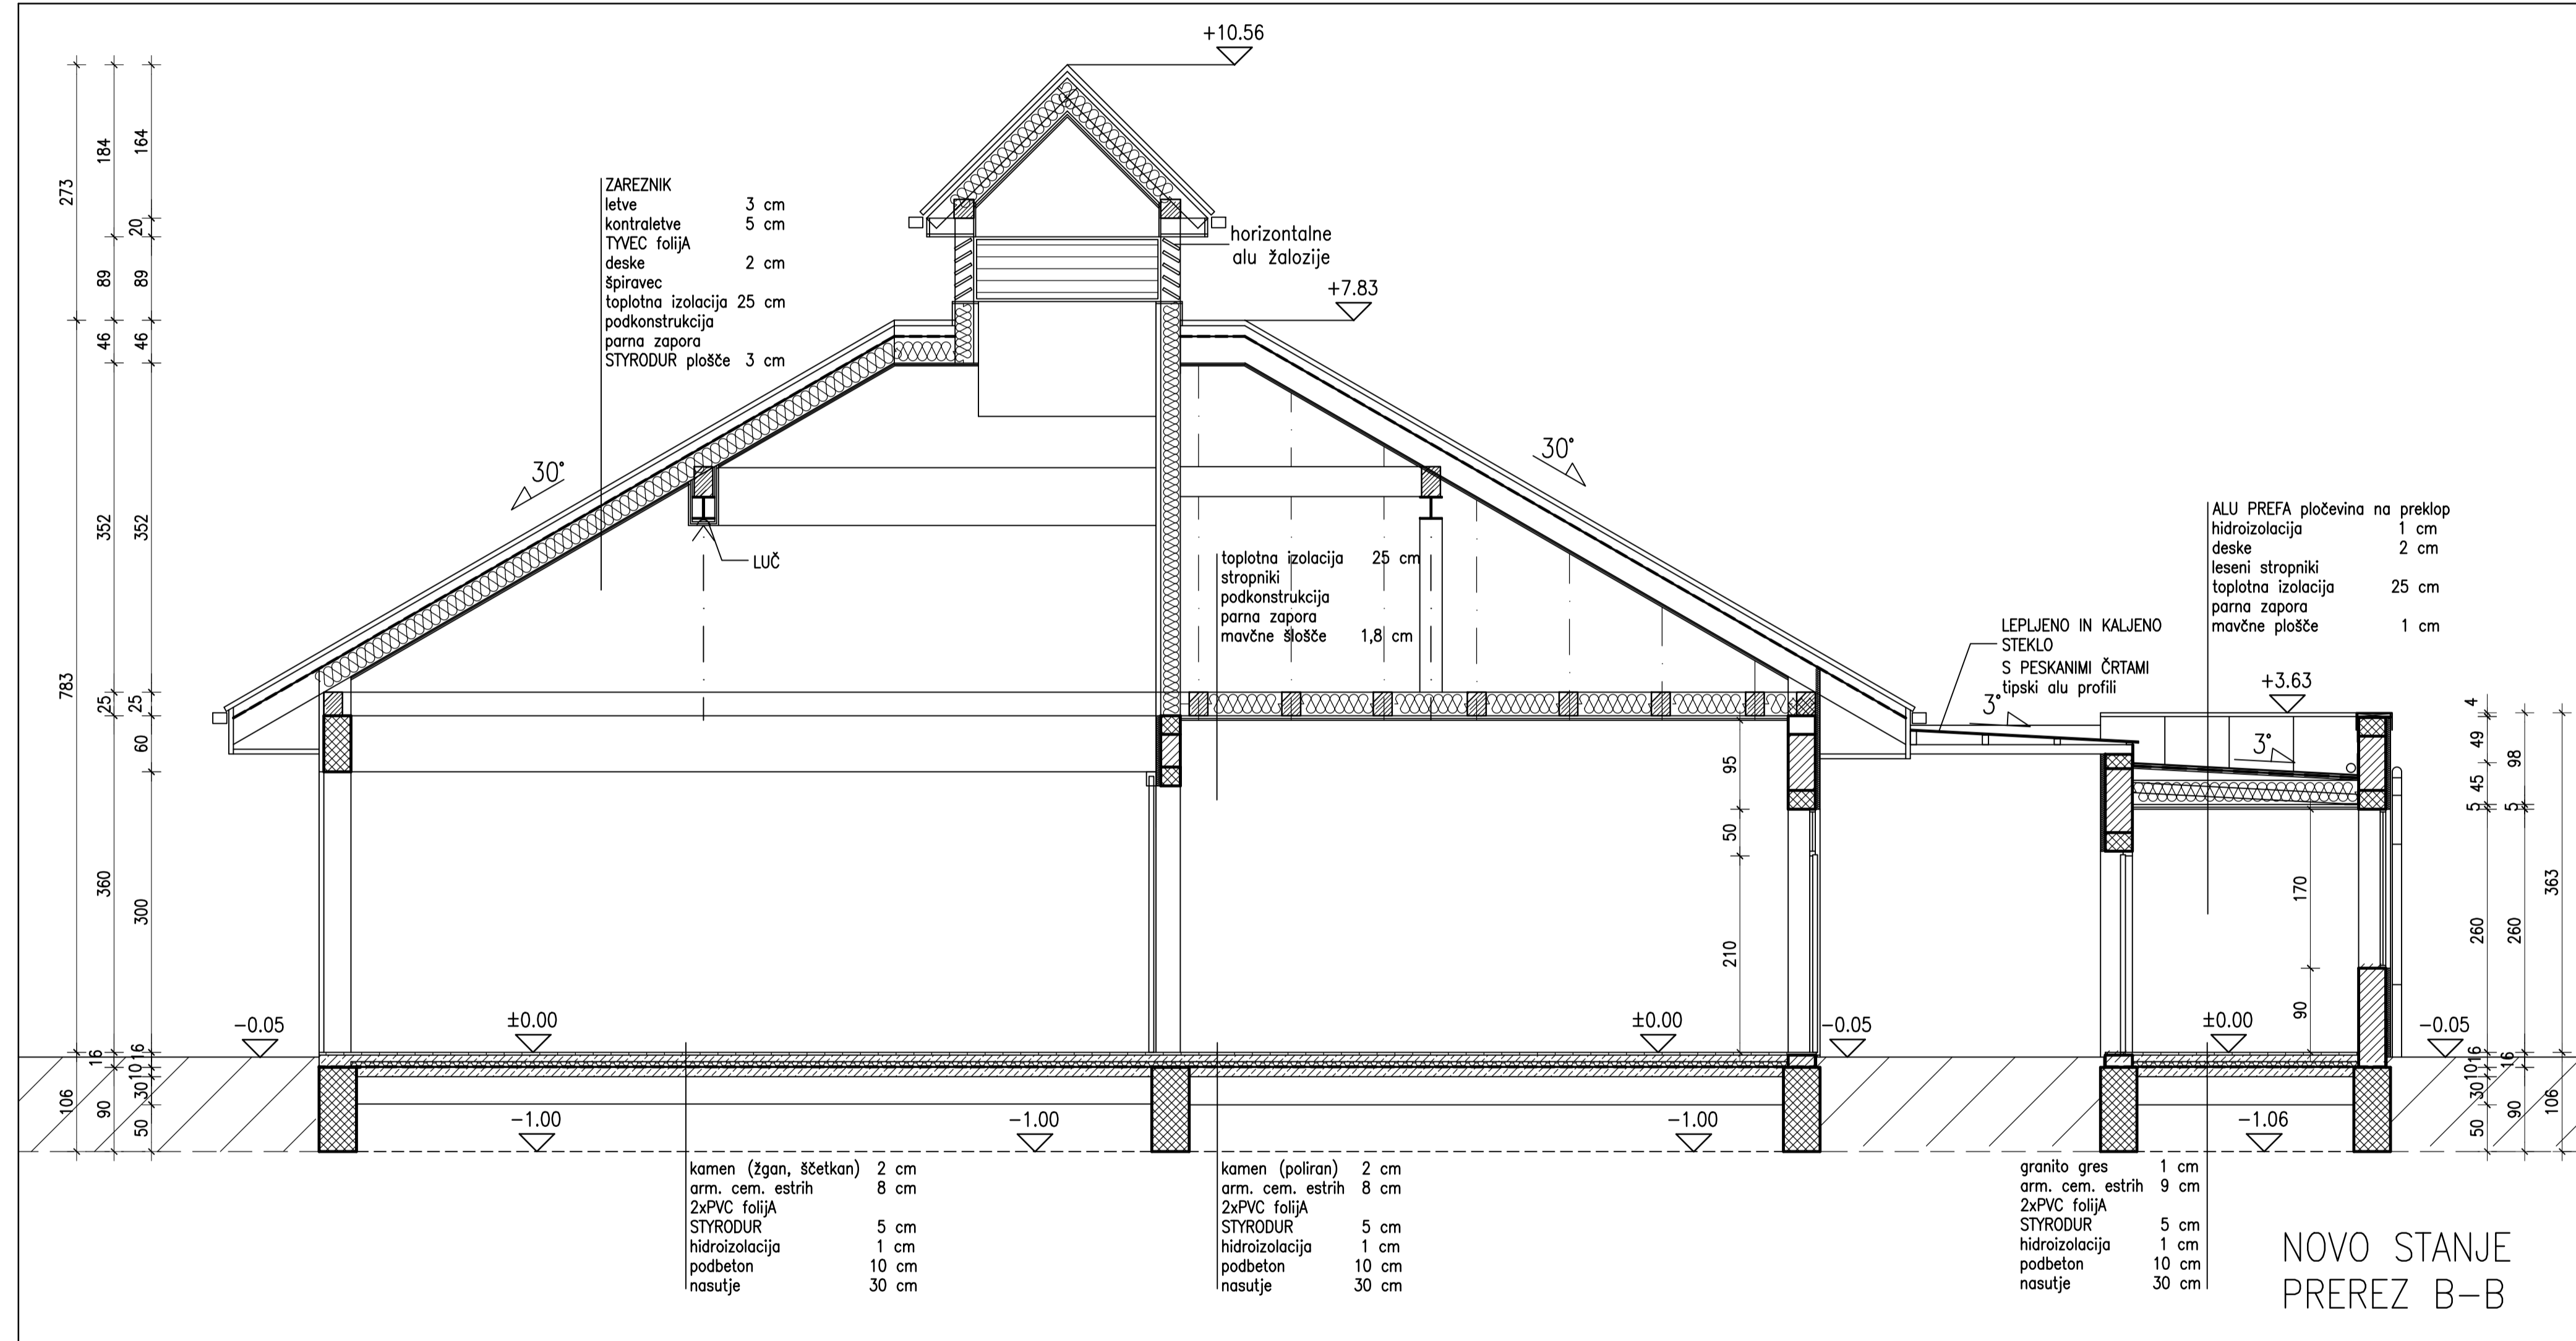 +10.56
ZAREZNIK
letve 3 cm
kontraletve 5 cm
TYVEC folijA
deske 2 cm
špiravec
toplotna izolacija 25 cm
podkonstrukcija
parna zapora
STYRODUR plošče 3 cm
horizontalne
alu žalozije
+7.83
30°
30°
LUČ
toplotna izolacija 25 cm
stropniki
podkonstrukcija
parna zapora
mavčne šlošče 1,8 cm
ALU PREFA pločevina na preklop
hidroizolacija 1 cm
deske 2 cm
leseni stropniki
toplotna izolacija 25 cm
parna zapora
mavčne plošče 1 cm
LEPLJENO IN KALJENO
STEKLO
S PESKANIMI ČRTAMI
tipski alu profili
3°
+3.63
3°
273
783
106
184
89
46
352
25
360
16
90
164
20
89
46
352
25
60
300
16
10
30
50
95
50
210
170
90
4
49
45
5
260
16
10
30
50
98
5
260
16
90
363
106
-0.05
±0.00
±0.00
-0.05
±0.00
-0.05
-1.00
-1.00
-1.00
-1.06
kamen (žgan, ščetkan) 2 cm
arm. cem. estrih 8 cm
2xPVC folijA
STYRODUR 5 cm
hidroizolacija 1 cm
podbeton 10 cm
nasutje 30 cm
kamen (poliran) 2 cm
arm. cem. estrih 8 cm
2xPVC folijA
STYRODUR 5 cm
hidroizolacija 1 cm
podbeton 10 cm
nasutje 30 cm
granito gres 1 cm
arm. cem. estrih 9 cm
2xPVC folijA
STYRODUR 5 cm
hidroizolacija 1 cm
podbeton 10 cm
nasutje 30 cm
NOVO STANJE
PREREZ B-B